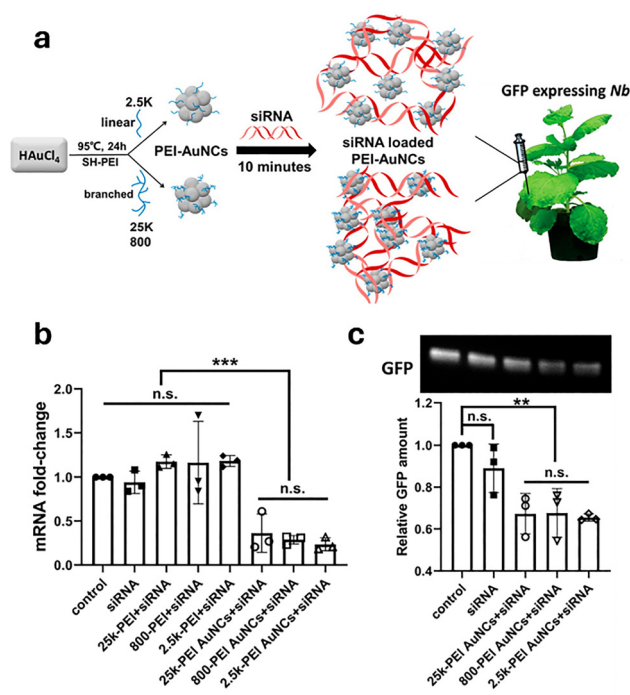 a
2.5K
linear
HAuCl₄
95℃, 24h
SH-PEI
branched
25K
800
PEI-AuNCs
siRNA
10 minutes
siRNA loaded
PEI-AuNCs
GFP expressing Nb
b
mRNA fold-change
2.0
1.5
1.0
0.5
0.0
n.s.
***
n.s.
control
siRNA
25k-PEI+siRNA
800-PEI+siRNA
2.5k-PEI+siRNA
25k-PEI AuNCs+siRNA
800-PEI AuNCs+siRNA
2.5k-PEI AuNCs+siRNA
c
GFP
Relative GFP amount
1.2
1.0
0.8
0.6
0.4
n.s.
**
n.s.
control
siRNA
25k-PEI AuNCs+siRNA
800-PEI AuNCs+siRNA
2.5k-PEI AuNCs+siRNA